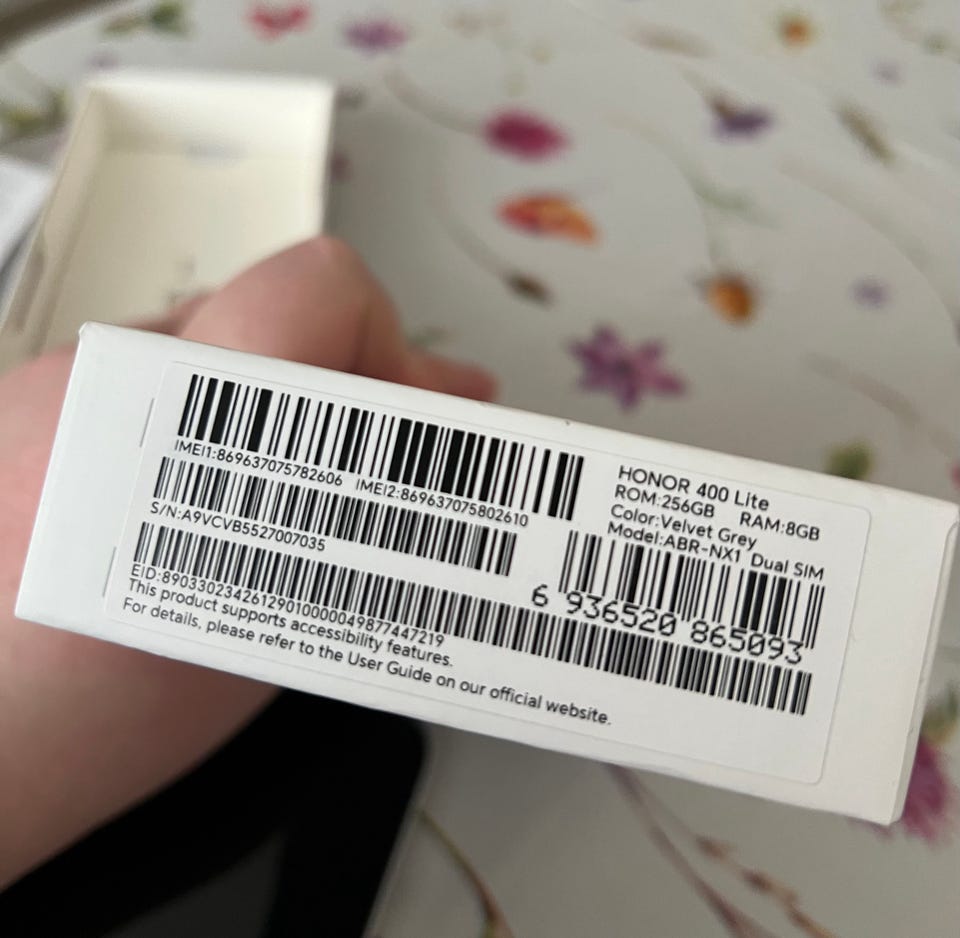 IMEI1:869637075782606 IMEI2:869637075802610
S/N:A9VCVB5527007035
EID:89033023426129010000049877447219
This product supports accessibility features.
For details, please refer to the User Guide on our official website.
HONOR 400 Lite
ROM:256GB RAM:8GB
Color:Velvet Grey
Model:ABR-NX1 Dual SIM
6 936520 865093